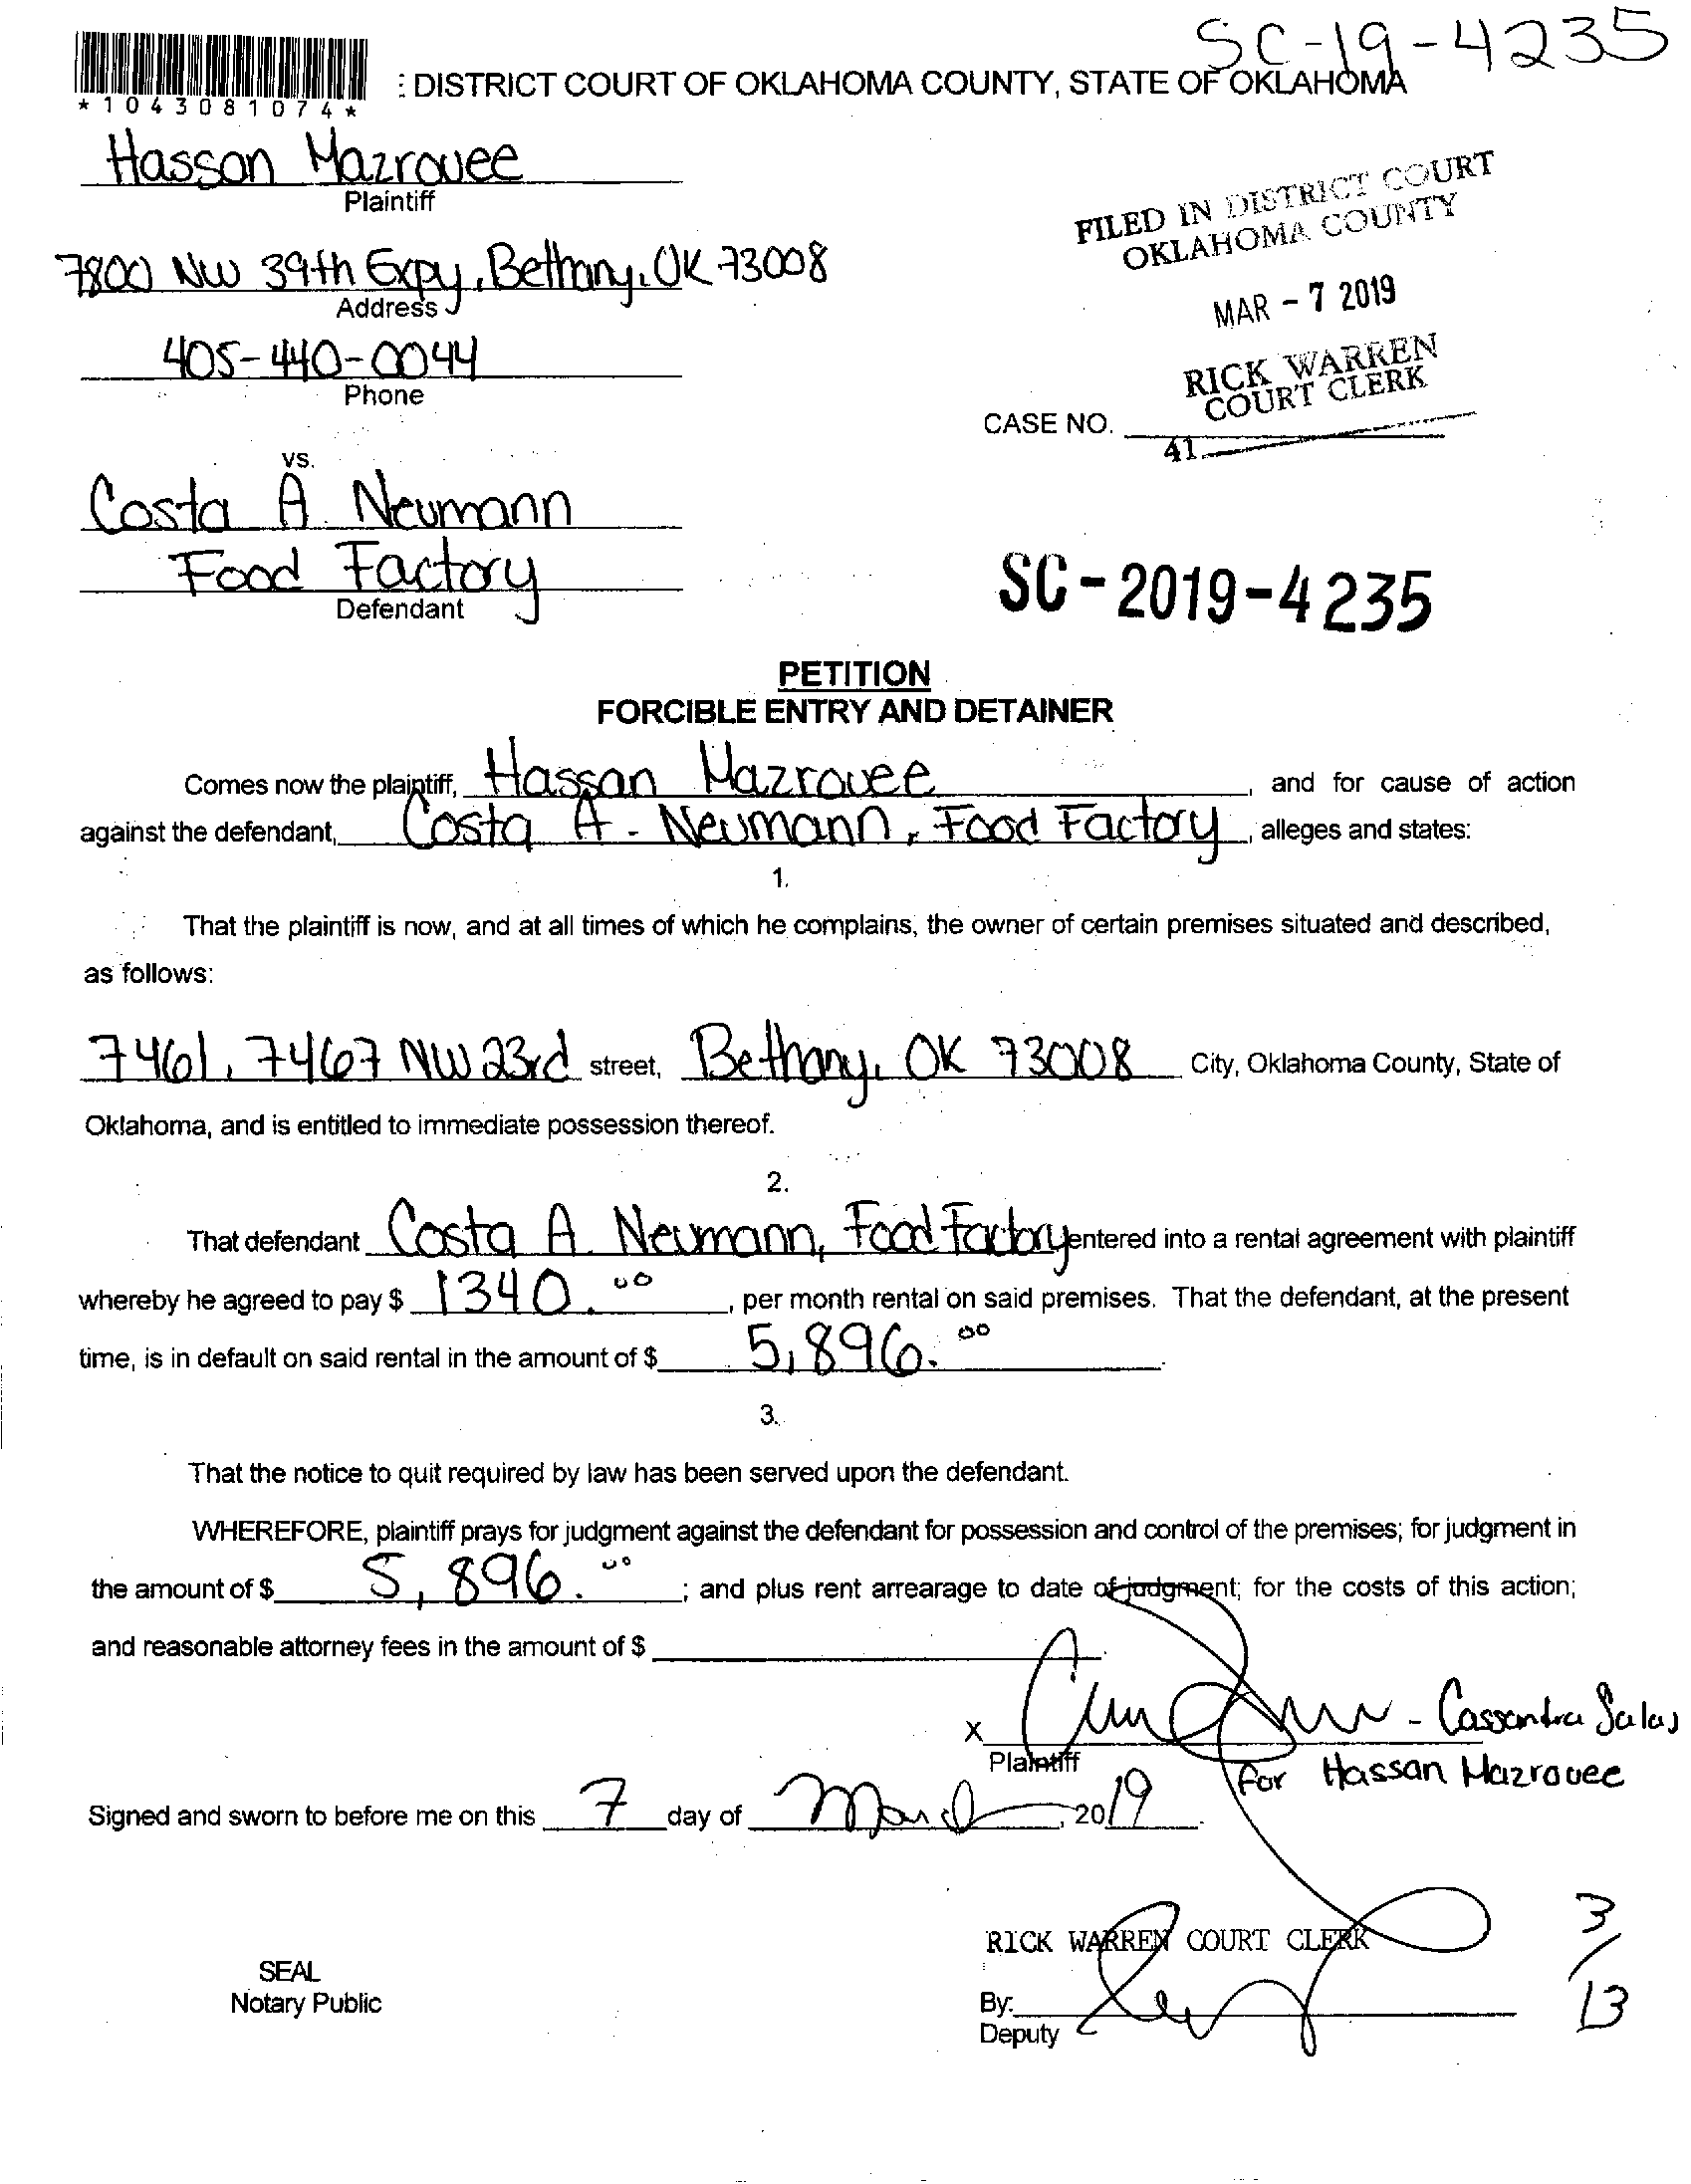 SC-19-4235
*1043081074*
: DISTRICT COURT OF OKLAHOMA COUNTY, STATE OF OKLAHOMA
Hassan Mazrouee
Plaintiff
FILED IN DISTRICT COURT
OKLAHOMA COUNTY
7800 NW 39th Expy, Bethany, OK 73008
Address
MAR - 7 2019
405-440-0044
Phone
RICK WARREN
COURT CLERK
CASE NO.
41
vs.
Costa A Neumann
Food Factory
Defendant
SC-2019-4235
PETITION
FORCIBLE ENTRY AND DETAINER
Comes now the plaintiff, Hassan Mazrouee, and for cause of action
against the defendant, Costa A. Neumann, Food Factory, alleges and states:
1.
That the plaintiff is now, and at all times of which he complains, the owner of certain premises situated and described,
as follows:
7461, 7467 NW 23rd street, Bethany, OK 73008 City, Oklahoma County, State of
Oklahoma, and is entitled to immediate possession thereof.
2.
That defendant Costa A. Neumann, Food Factory entered into a rental agreement with plaintiff
whereby he agreed to pay $ 1340.00, per month rental on said premises. That the defendant, at the present
time, is in default on said rental in the amount of $ 5,896.00.
3.
That the notice to quit required by law has been served upon the defendant.
WHEREFORE, plaintiff prays for judgment against the defendant for possession and control of the premises; for judgment in
the amount of $ 5,896.00; and plus rent arrearage to date of judgment; for the costs of this action;
and reasonable attorney fees in the amount of $
X - Cassandra Salas
Plaintiff for Hassan Mazrouee
Signed and sworn to before me on this 7 day of March, 2019.
RICK WARREN COURT CLERK
3/13
SEAL
Notary Public
By:
Deputy